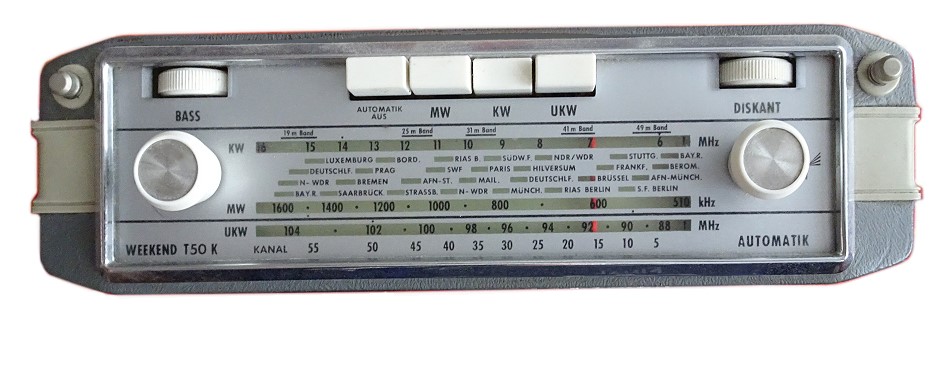 BASS AUTOMATIK AUS MW KW UKW DISKANT
19 m Band 25 m Band 31 m Band 41 m Band 49 m Band
KW 16 15 14 13 12 11 10 9 8 7 6 MHz
LUXEMBURG BORD. RIAS B. SÜDW.F. NDR/WDR STUTTG. BAY.R.
DEUTSCHLF. PRAG SWF PARIS HILVERSUM FRANKF. BEROM.
N-WDR BREMEN AFN-ST. MAIL. DEUTSCHLF. BRÜSSEL AFN-MÜNCH.
BAY R. SAARBRÜCK STRASSB. N-WDR MÜNCH. RIAS BERLIN S.F. BERLIN
MW 1600 · 1400 · 1200 · 1000 · 800 · 600 · 510 kHz
UKW 104 · 102 · 100 · 98 · 96 · 94 · 92 · 90 · 88 MHz
WEEKEND T50 K KANAL 55 50 45 40 35 30 25 20 15 10 5 AUTOMATIK